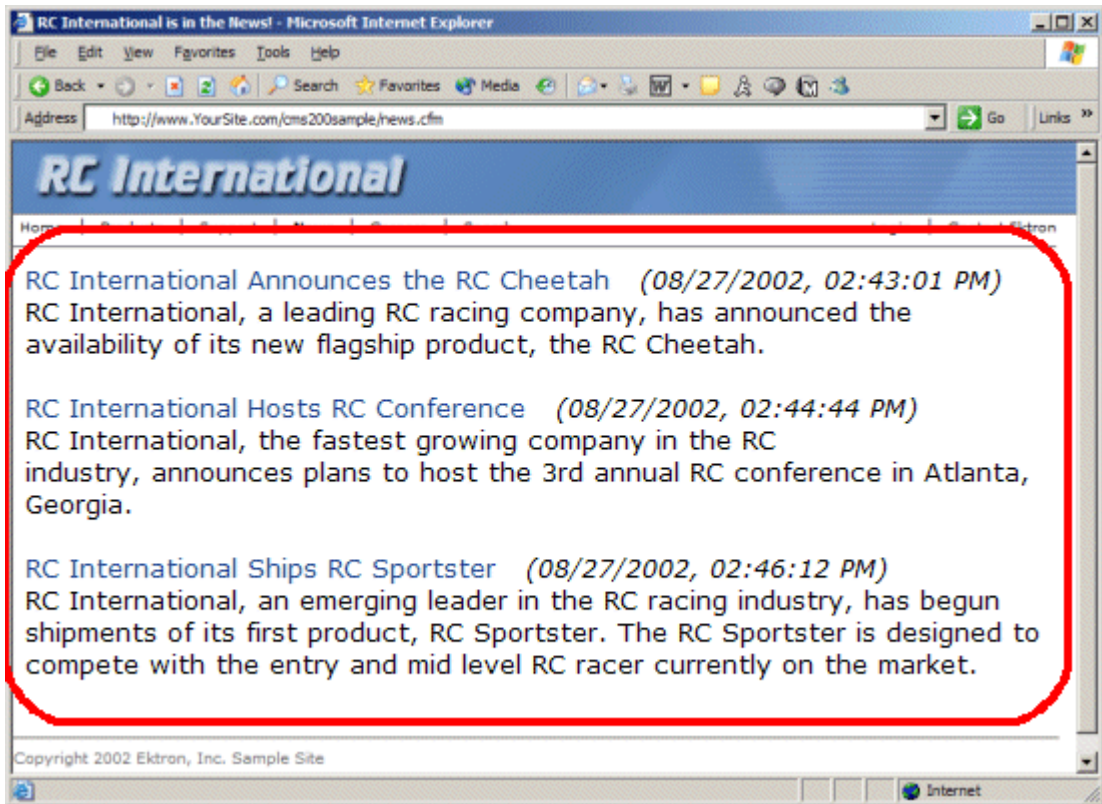 RC International is in the News! - Microsoft Internet Explorer
File Edit View Favorites Tools Help
Back Search Favorites Media
Address http://www.YourSite.com/cms200sample/news.cfm Go Links »
RC International
RC International Announces the RC Cheetah (08/27/2002, 02:43:01 PM)
RC International, a leading RC racing company, has announced the
availability of its new flagship product, the RC Cheetah.
RC International Hosts RC Conference (08/27/2002, 02:44:44 PM)
RC International, the fastest growing company in the RC
industry, announces plans to host the 3rd annual RC conference in Atlanta,
Georgia.
RC International Ships RC Sportster (08/27/2002, 02:46:12 PM)
RC International, an emerging leader in the RC racing industry, has begun
shipments of its first product, RC Sportster. The RC Sportster is designed to
compete with the entry and mid level RC racer currently on the market.
Copyright 2002 Ektron, Inc. Sample Site
Internet